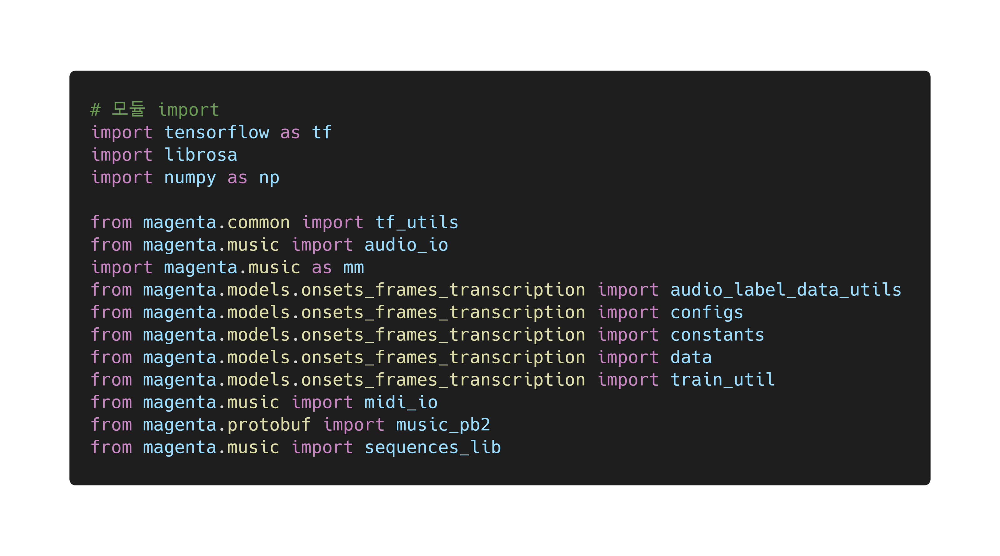 # 모듈 import
import tensorflow as tf
import librosa
import numpy as np
from magenta.common import tf_utils
from magenta.music import audio_io
import magenta.music as mm
from magenta.models.onsets_frames_transcription import audio_label_data_utils
from magenta.models.onsets_frames_transcription import configs
from magenta.models.onsets_frames_transcription import constants
from magenta.models.onsets_frames_transcription import data
from magenta.models.onsets_frames_transcription import train_util
from magenta.music import midi_io
from magenta.protobuf import music_pb2
from magenta.music import sequences_lib